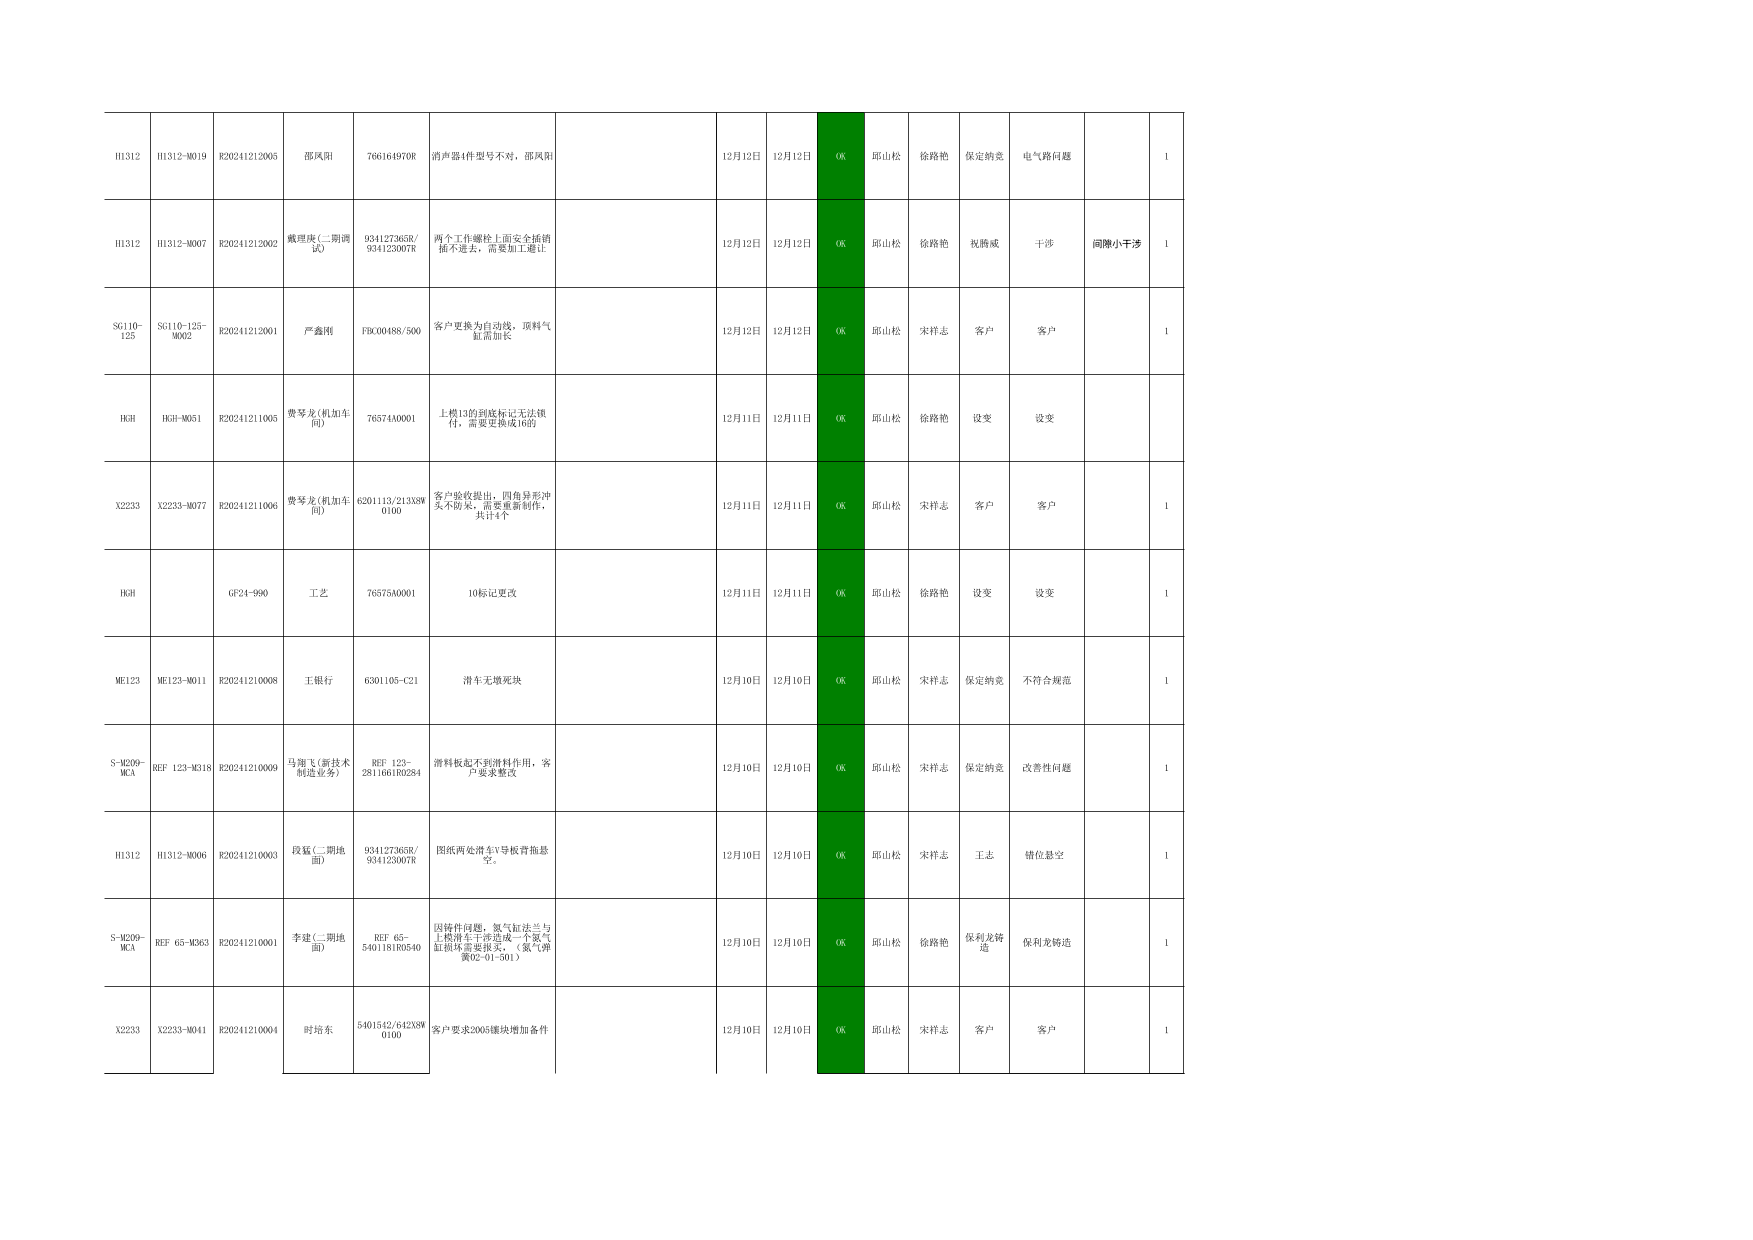 H1312 H1312-M019 R20241212005 邵凤阳 766164970R 消声器4件型号不对，邵凤阳 12月12日 12月12日 OK 邱山松 徐路艳 保定纳竞 电气路问题 1
H1312 H1312-M007 R20241212002 戴理庚(二期调
试) 934127365R/
934123007R 两个工作螺栓上面安全插销
插不进去，需要加工避让 12月12日 12月12日 OK 邱山松 徐路艳 祝腾威 干涉 间隙小干涉 1
SG110-
125 SG110-125-
M002 R20241212001 严鑫刚 FBC00488/500 客户更换为自动线，顶料气
缸需加长 12月12日 12月12日 OK 邱山松 宋祥志 客户 客户 1
HGH HGH-M051 R20241211005 费琴龙(机加车
间) 76574A0001 上模13的到底标记无法锁
付，需要更换成16的 12月11日 12月11日 OK 邱山松 徐路艳 设变 设变
X2233 X2233-M077 R20241211006 费琴龙(机加车
间) 6201113/213X8W
0100 客户验收提出，四角异形冲
头不防呆，需要重新制作，
共计4个 12月11日 12月11日 OK 邱山松 宋祥志 客户 客户 1
HGH GF24-990 工艺 76575A0001 10标记更改 12月11日 12月11日 OK 邱山松 徐路艳 设变 设变 1
ME123 ME123-M011 R20241210008 王银行 6301105-C21 滑车无墩死块 12月10日 12月10日 OK 邱山松 宋祥志 保定纳竞 不符合规范 1
S-M209-
MCA REF 123-M318 R20241210009 马翔飞(新技术
制造业务) REF 123-
2811661R0284 滑料板起不到滑料作用，客
户要求整改 12月10日 12月10日 OK 邱山松 宋祥志 保定纳竞 改善性问题 1
H1312 H1312-M006 R20241210003 段猛(二期地
面) 934127365R/
934123007R 图纸两处滑车V导板背拖悬
空。 12月10日 12月10日 OK 邱山松 宋祥志 王志 错位悬空 1
S-M209-
MCA REF 65-M363 R20241210001 李建(二期地
面) REF 65-
5401181R0540 因铸件问题，氮气缸法兰与
上模滑车干涉造成一个氮气
缸损坏需要报买，（氮气弹
簧02-01-501） 12月10日 12月10日 OK 邱山松 徐路艳 保利龙铸
造 保利龙铸造 1
X2233 X2233-M041 R20241210004 时培东 5401542/642X8W
0100 客户要求2005镶块增加备件 12月10日 12月10日 OK 邱山松 宋祥志 客户 客户 1